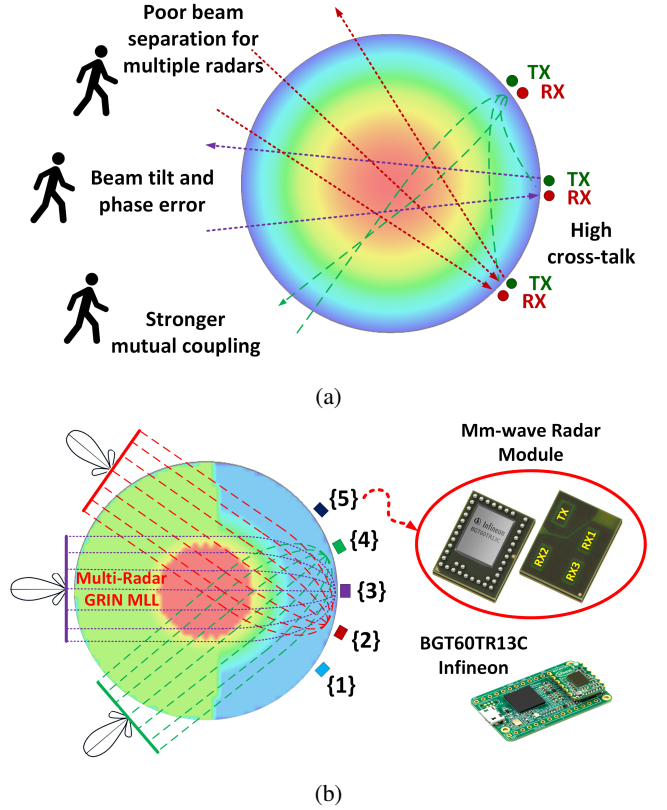 Poor beam
separation for
multiple radars
TX
RX
Beam tilt and
phase error
TX
RX
High
cross-talk
TX
RX
Stronger
mutual coupling
(a)
Mm-wave Radar
Module
{5}
{4}
Multi-Radar
GRIN MLL
{3}
{2}
{1}
Infineon
BGT60TR13C
TX
RX1
RX2
RX3
BGT60TR13C
Infineon
(b)